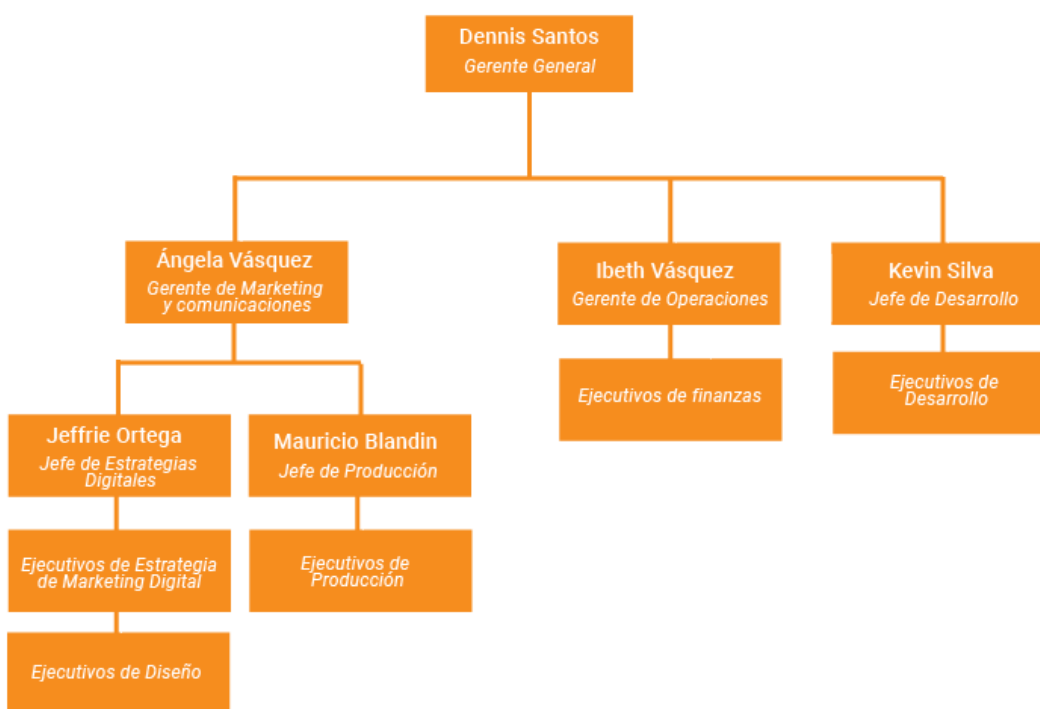 Dennis Santos
Gerente General
Ángela Vásquez
Gerente de Marketing
y comunicaciones
Ibeth Vásquez
Gerente de Operaciones
Kevin Silva
Jefe de Desarrollo
Jeffrie Ortega
Jefe de Estrategias
Digitales
Mauricio Blandin
Jefe de Producción
Ejecutivos de finanzas
Ejecutivos de
Desarrollo
Ejecutivos de Estrategia
de Marketing Digital
Ejecutivos de
Producción
Ejecutivos de Diseño